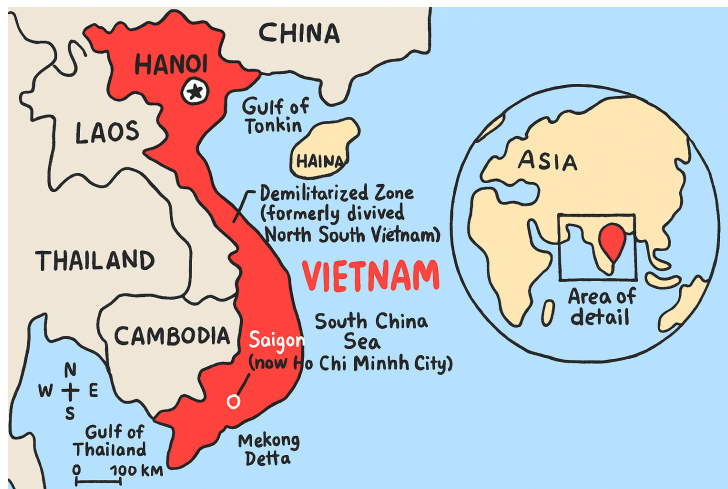 CHINA
HANOI
Gulf of
Tonkin
LAOS
HAINA
ASIA
Demilitarized Zone
(formerly divived
North South Vietnam)
THAILAND
VIETNAM
Area of
detail
South China
Sea
CAMBODIA
Saigon
(now Ho Chi Minhh City)
N
W E
S
Gulf of
Thailand
0 100 KM
Mekong
Detta